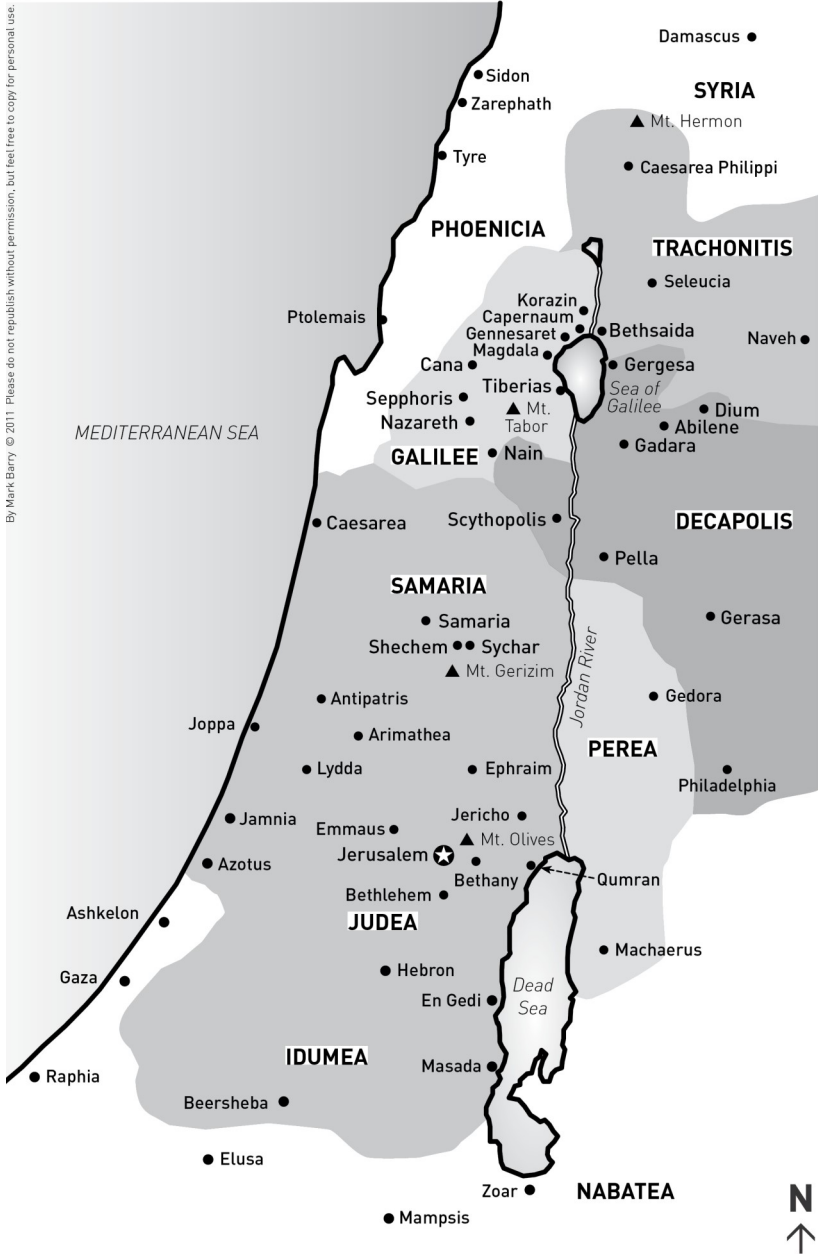 By Mark Barry © 2011 Please do not republish without permission, but feel free to copy for personal use.
Damascus
Sidon
SYRIA
Zarephath
Mt. Hermon
Tyre
Caesarea Philippi
PHOENICIA
TRACHONITIS
Seleucia
Korazin
Ptolemais
Capernaum
Bethsaida
Gennesaret
Naveh
Magdala
Cana
Gergesa
Tiberias
Sea of
Galilee
Sepphoris
Mt.
Tabor
Dium
Nazareth
Abilene
MEDITERRANEAN SEA
Gadara
GALILEE
Nain
Caesarea
Scythopolis
DECAPOLIS
Pella
SAMARIA
Samaria
Gerasa
Shechem
Sychar
Mt. Gerizim
Jordan River
Antipatris
Gedora
Joppa
Arimathea
PEREA
Lydda
Ephraim
Philadelphia
Jamnia
Jericho
Emmaus
Mt. Olives
Jerusalem
Azotus
Bethany
Qumran
Bethlehem
Ashkelon
JUDEA
Machaerus
Hebron
Gaza
Dead
Sea
En Gedi
IDUMEA
Masada
Raphia
Beersheba
Elusa
Zoar
NABATEA
N
Mampsis